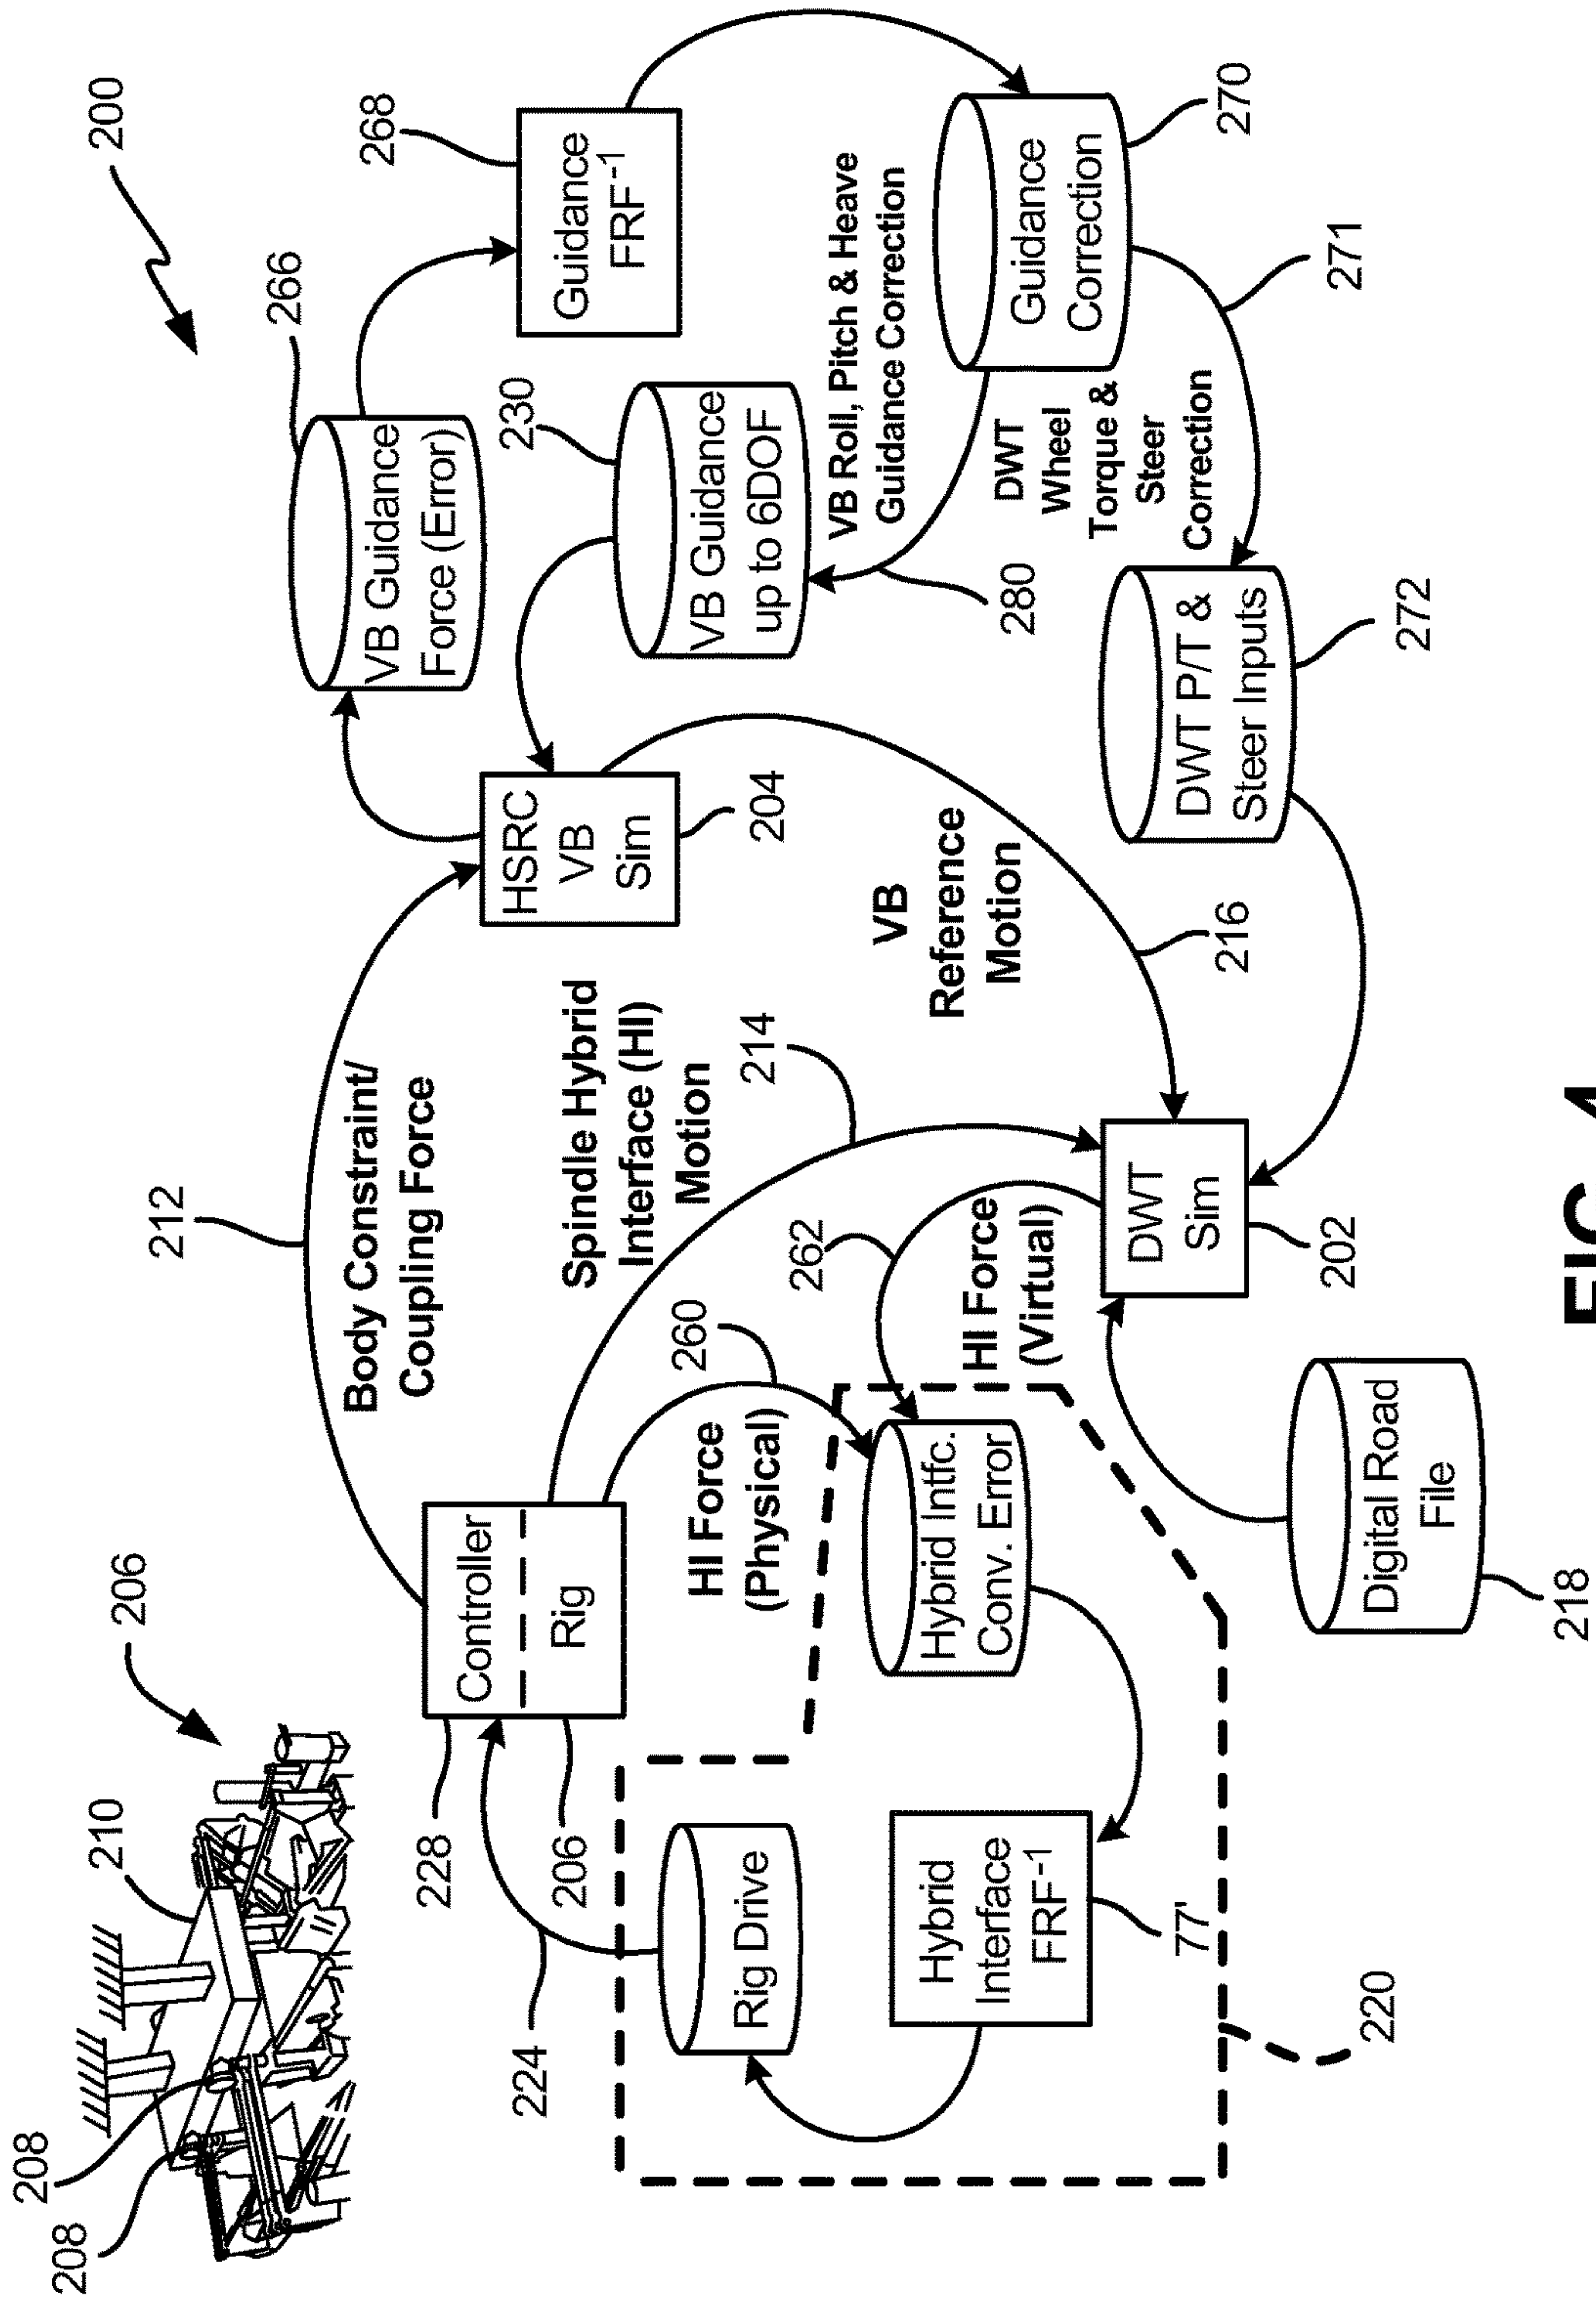 200
206
210
208
208
212
Body Constraint/
Coupling Force
228
Controller
Rig
206
224
Rig Drive
Hybrid
Interface
FRF-1
77'
220
HI Force
(Physical)
260
Hybrid Intfc.
Conv. Error
262
HI Force
(Virtual)
Spindle Hybrid
Interface (HI)
Motion
214
DWT
Sim
202
Digital Road
File
218
HSRC
VB
Sim
204
VB
Reference
Motion
216
VB Guidance
Force (Error)
266
Guidance
FRF-1
268
VB Guidance
up to 6DOF
230
VB Roll, Pitch & Heave
Guidance Correction
280
Guidance
Correction
270
271
DWT
Wheel
Torque &
Steer
Correction
DWT P/T &
Steer Inputs
272
FIG. 4